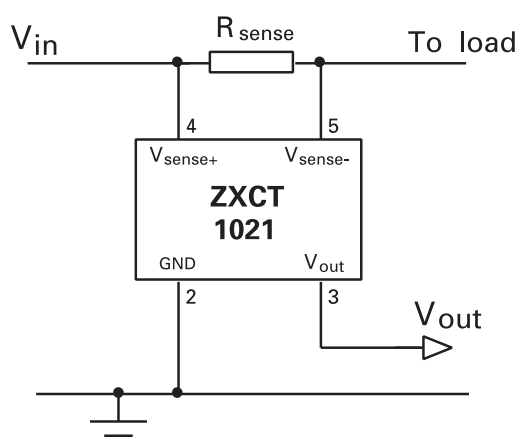 Vin Rsense To load
4 5
Vsense+ Vsense-
ZXCT
1021
GND Vout
2 3
Vout